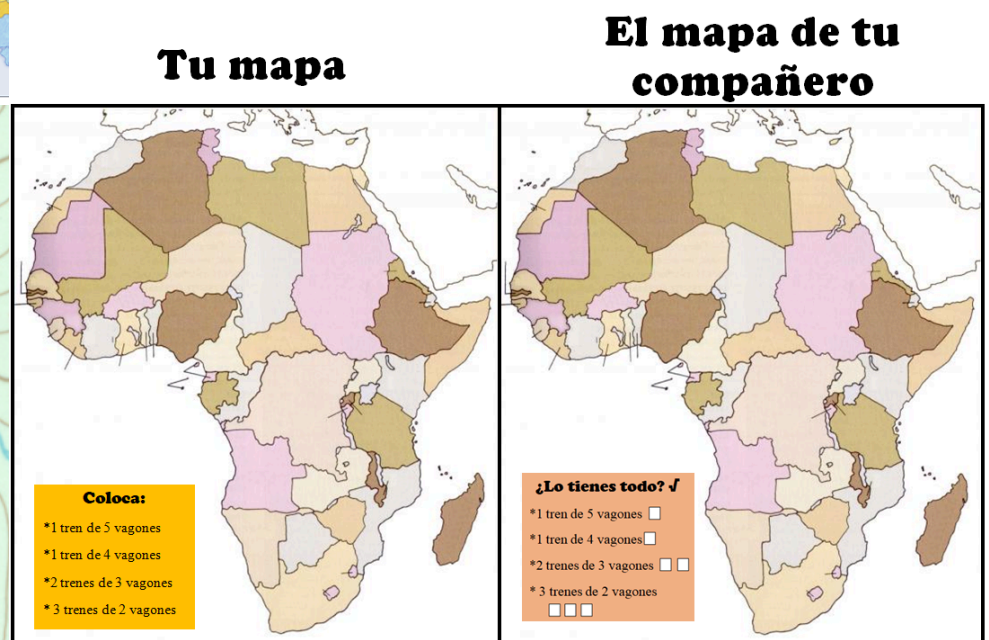 Tu mapa
El mapa de tu
compañero
Coloca:
*1 tren de 5 vagones
*1 tren de 4 vagones
*2 trenes de 3 vagones
* 3 trenes de 2 vagones
¿Lo tienes todo? √
*1 tren de 5 vagones
*1 tren de 4 vagones
*2 trenes de 3 vagones
* 3 trenes de 2 vagones